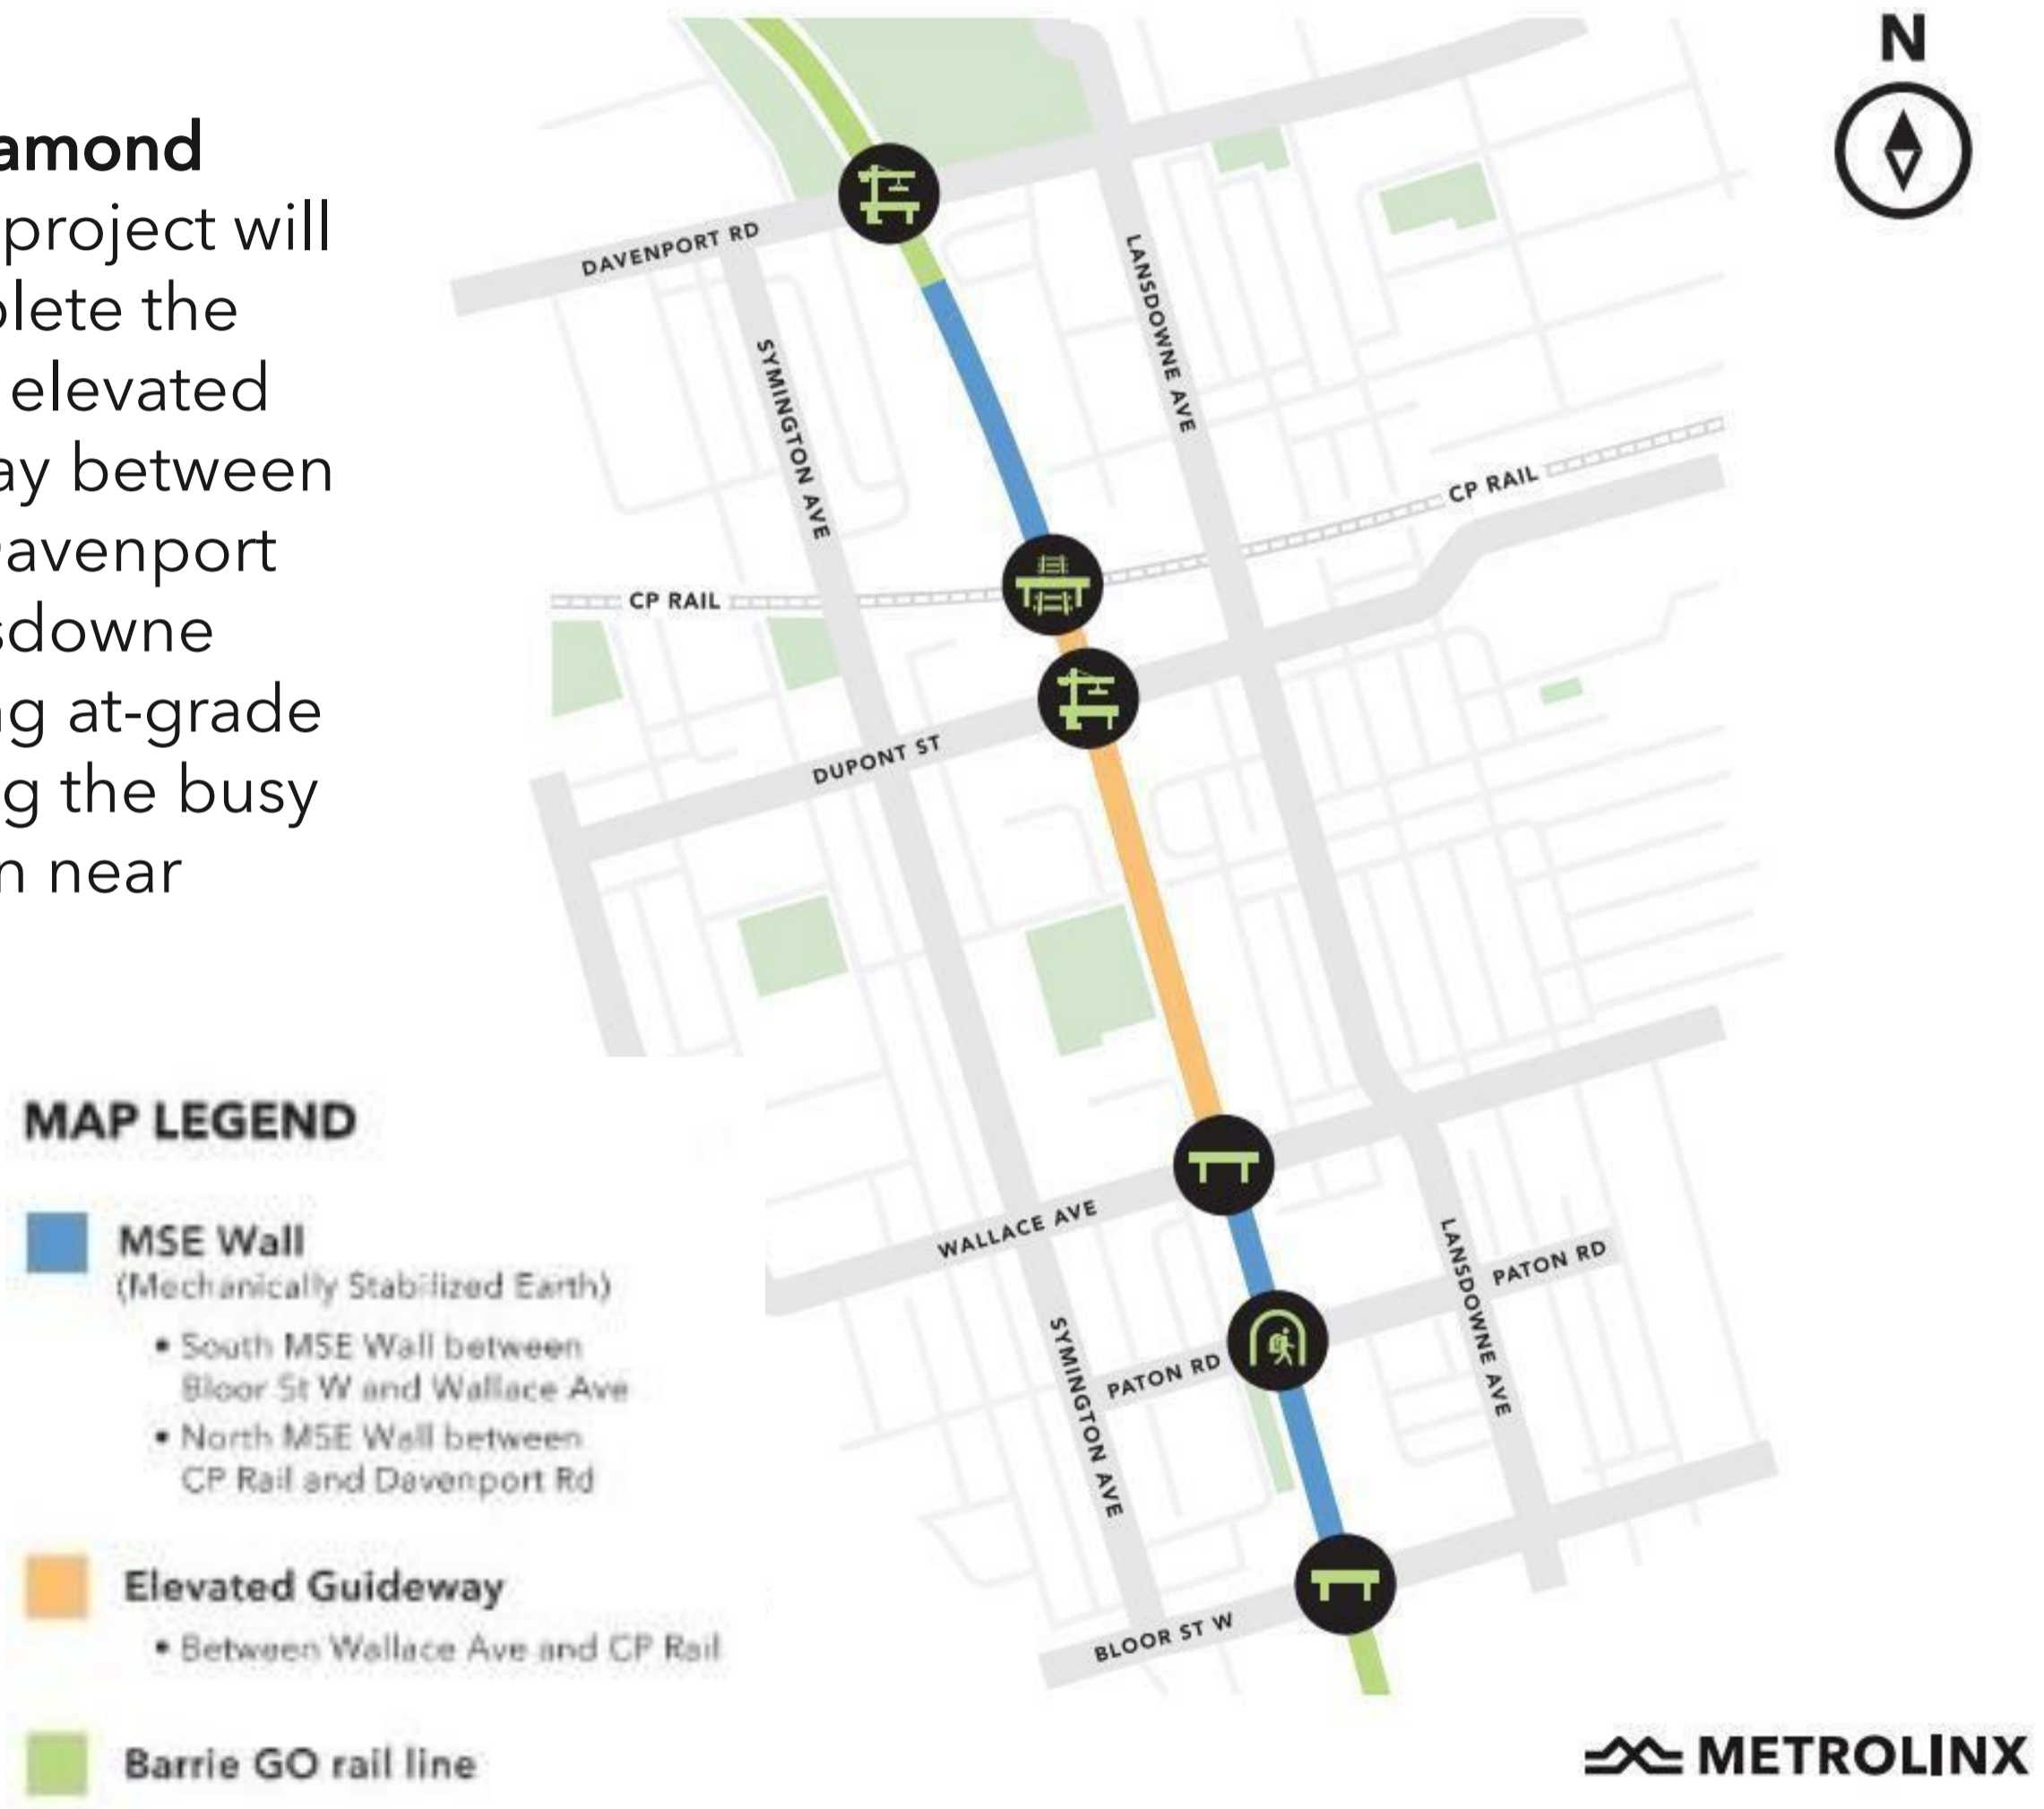 amond
project will
plete the
elevated
ay between
avenport
sdowne
ng at-grade
g the busy
n near
N
DAVENPORT RD
SYMINGTON AVE
LANSDOWNE AVE
CP RAIL
CP RAIL
DUPONT ST
WALLACE AVE
LANSDOWNE AVE
PATON RD
PATON RD
SYMINGTON AVE
BLOOR ST W
MAP LEGEND
MSE Wall
(Mechanically Stabilized Earth)
• South MSE Wall between
Bloor St W and Wallace Ave
• North MSE Wall between
CP Rail and Davenport Rd
Elevated Guideway
• Between Wallace Ave and CP Rail
Barrie GO rail line
METROLINX